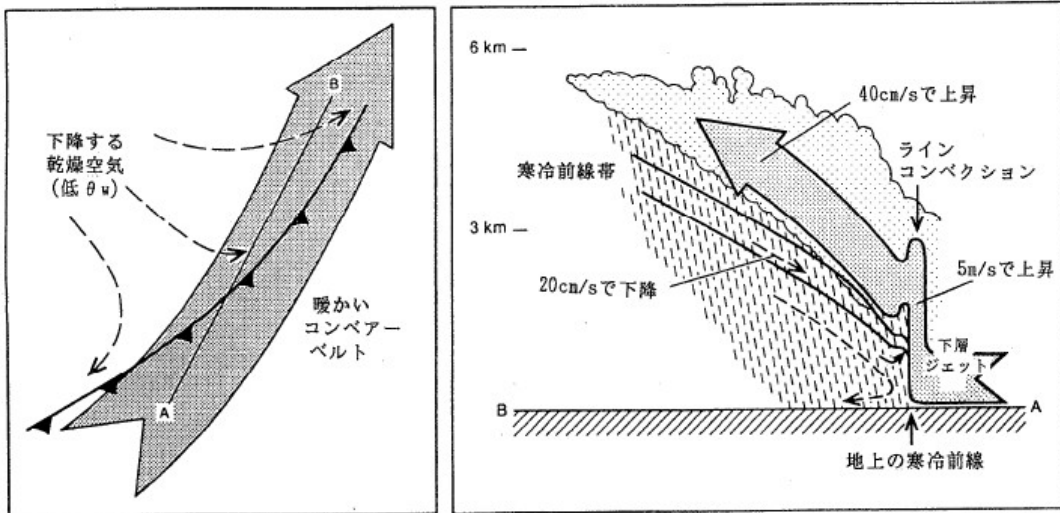 B
下降する
乾燥空気
(低θw)
暖かい
コンベアー
ベルト
A
6 km
40cm/sで上昇
ライン
コンベクション
寒冷前線帯
3 km
20cm/sで下降
5m/sで上昇
下層
ジェット
B
A
地上の寒冷前線